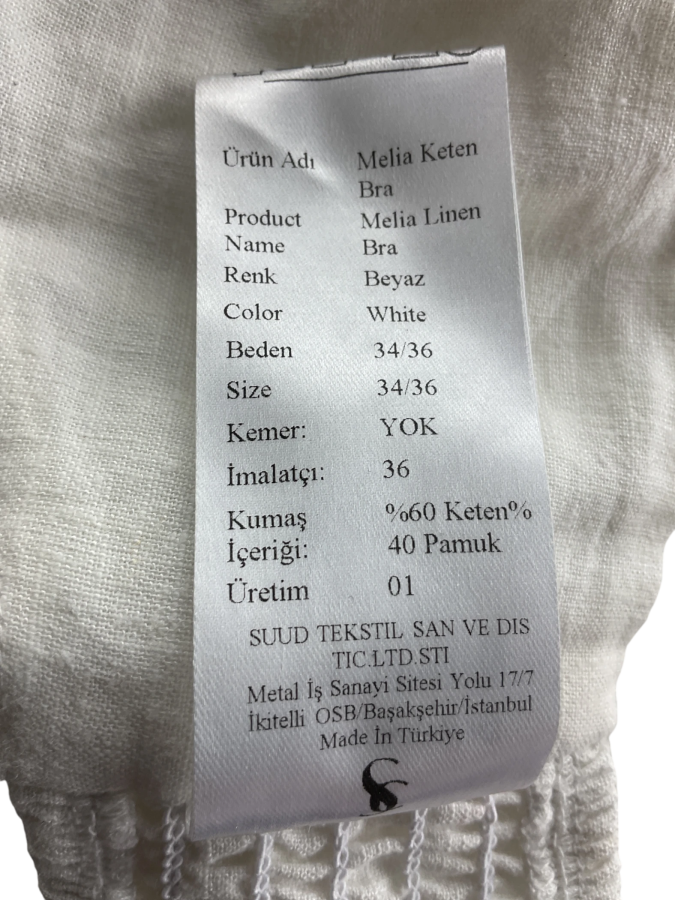 Ürün Adı Melia Keten
Bra
Product Melia Linen
Name Bra
Renk Beyaz
Color White
Beden 34/36
Size 34/36
Kemer: YOK
İmalatçı: 36
Kumaş %60 Keten%
İçeriği: 40 Pamuk
Üretim 01
SUUD TEKSTIL SAN VE DIS
TIC.LTD.STI
Metal İş Sanayi Sitesi Yolu 17/7
İkitelli OSB/Başakşehir/İstanbul
Made İn Türkiye